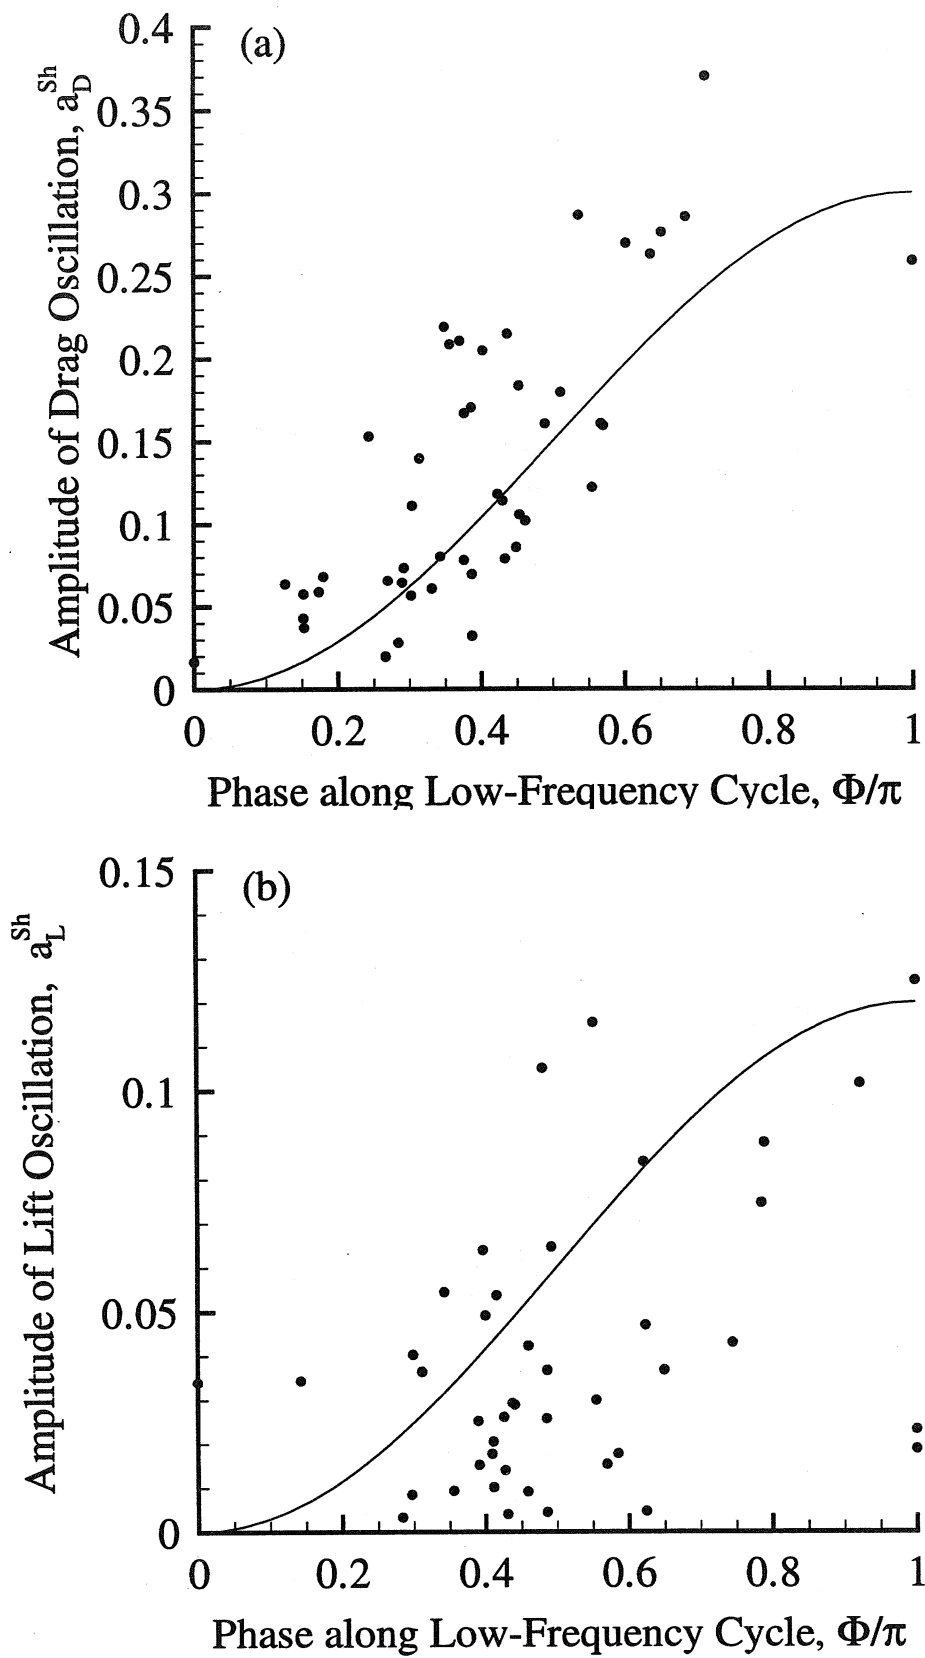 (a)
Amplitude of Drag Oscillation, a_D^Sh
0.4
0.35
0.3
0.25
0.2
0.15
0.1
0.05
0
0 0.2 0.4 0.6 0.8 1
Phase along Low-Frequency Cycle, Φ/π
(b)
Amplitude of Lift Oscillation, a_L^Sh
0.15
0.1
0.05
0
0 0.2 0.4 0.6 0.8 1
Phase along Low-Frequency Cycle, Φ/π